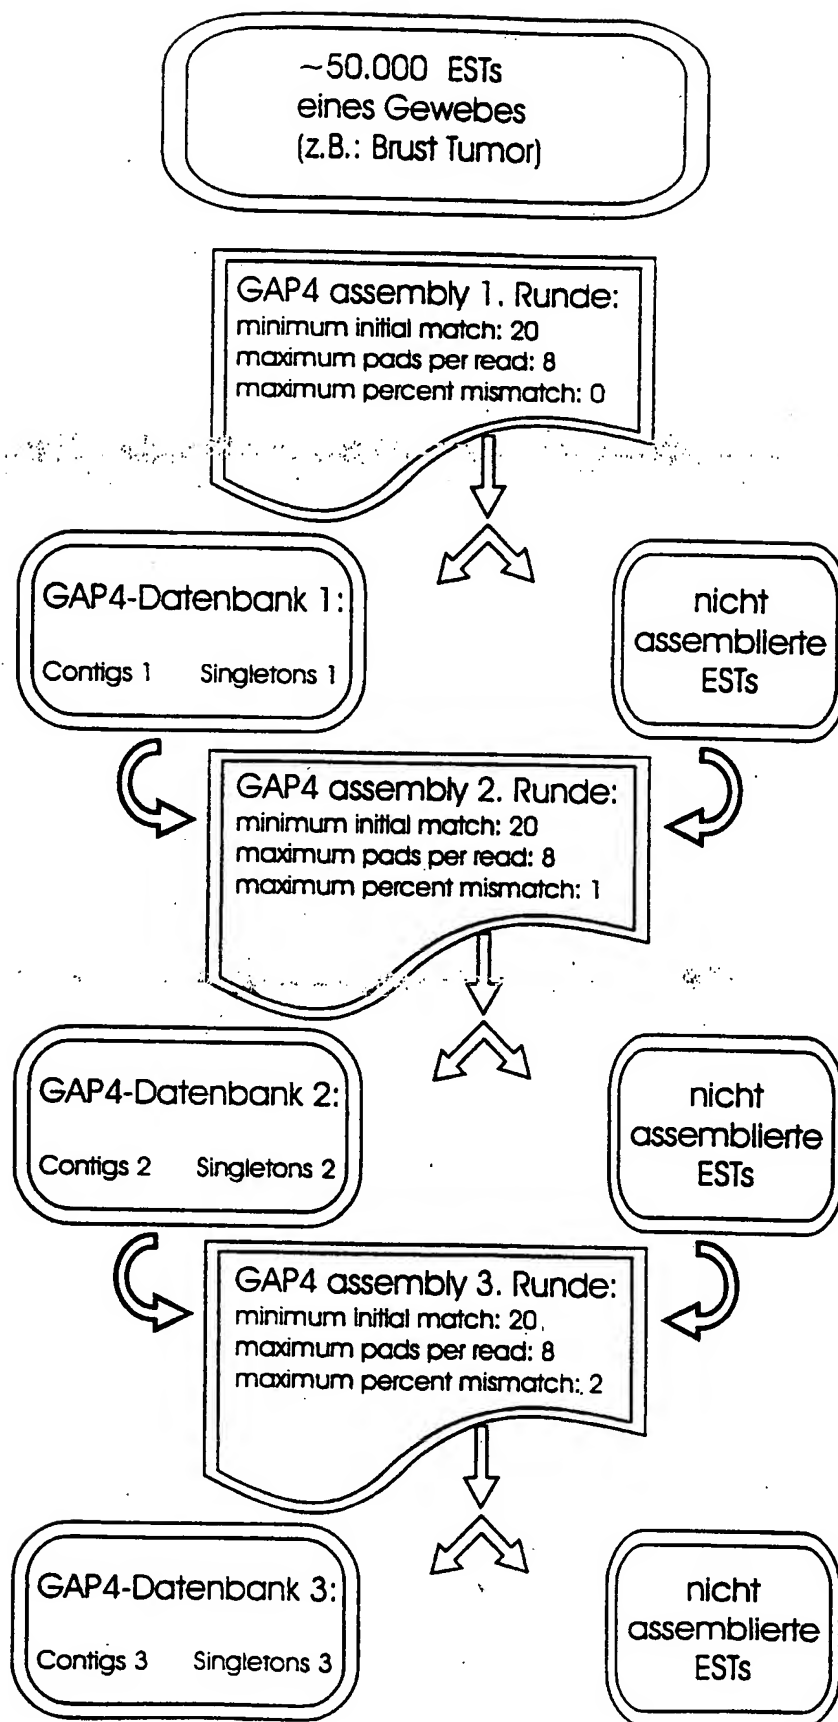 ~50.000 ESTs
eines Gewebes
(z.B.: Brust Tumor)
GAP4 assembly 1. Runde:
minimum initial match: 20
maximum pads per read: 8
maximum percent mismatch: 0
GAP4-Datenbank 1:
Contigs 1 Singletons 1
nicht
assemblierte
ESTs
GAP4 assembly 2. Runde:
minimum initial match: 20
maximum pads per read: 8
maximum percent mismatch: 1
GAP4-Datenbank 2:
Contigs 2 Singletons 2
nicht
assemblierte
ESTs
GAP4 assembly 3. Runde:
minimum initial match: 20
maximum pads per read: 8
maximum percent mismatch: 2
GAP4-Datenbank 3:
Contigs 3 Singletons 3
nicht
assemblierte
ESTs